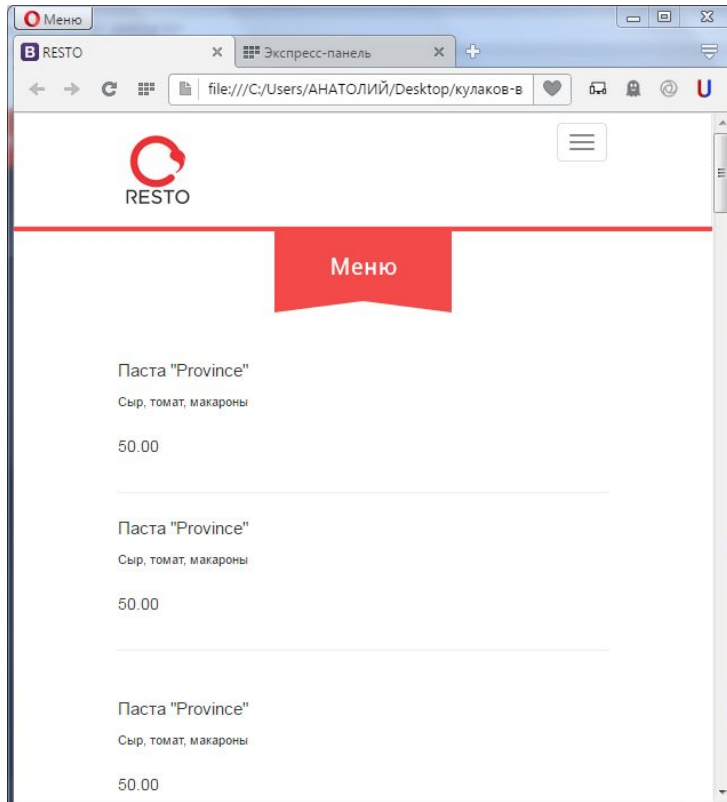 Меню
RESTO
Экспресс-панель
file:///C:/Users/АНАТОЛИЙ/Desktop/кулаков-в
RESTO
Меню
Паста "Province"
Сыр, томат, макароны
50.00
Паста "Province"
Сыр, томат, макароны
50.00
Паста "Province"
Сыр, томат, макароны
50.00